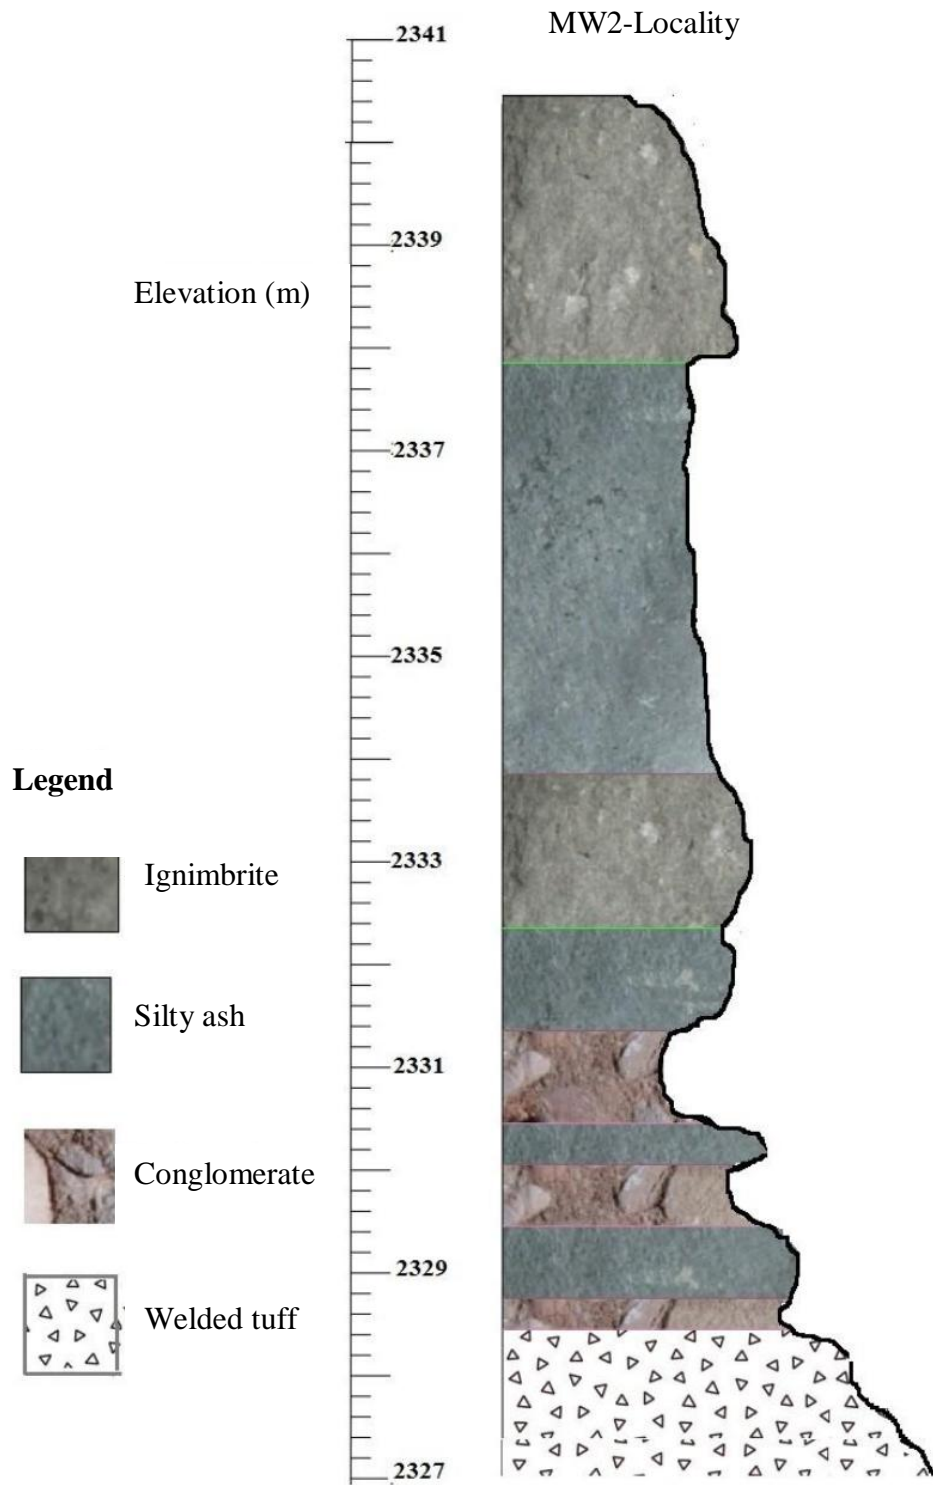 MW2-Locality
2341
2339
Elevation (m)
2337
2335
Legend
2333
Ignimbrite
Silty ash
2331
Conglomerate
2329
Welded tuff
2327